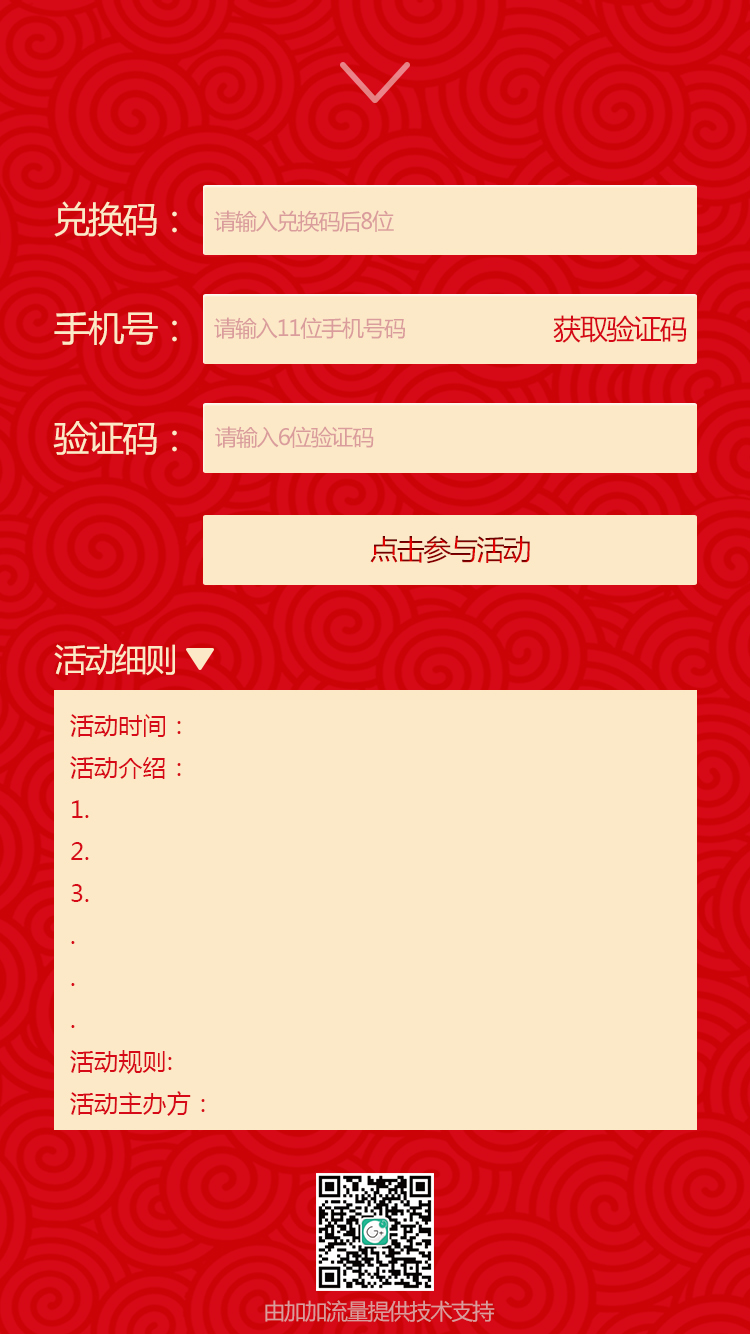 兑换码：
请输入兑换码后8位
手机号：
请输入11位手机号码
获取验证码
验证码：
请输入6位验证码
点击参与活动
活动细则
活动时间：
活动介绍：
1.
2.
3.
.
.
.
活动规则:
活动主办方：
G+
由加加流量提供技术支持